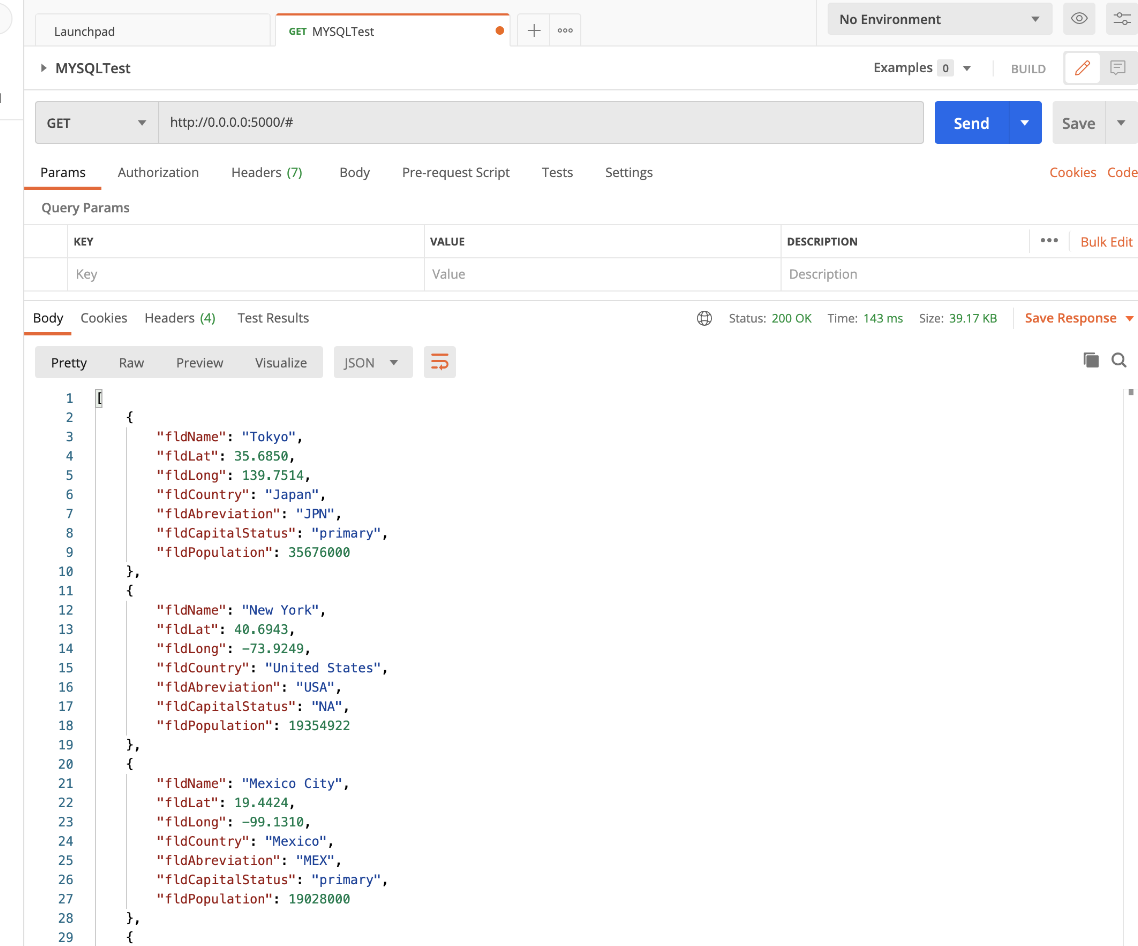 Launchpad
GET MYSQLTest
No Environment
MYSQLTest
Examples 0
BUILD
GET
http://0.0.0.0:5000/#
Send
Save
Params Authorization Headers (7) Body Pre-request Script Tests Settings Cookies Code
Query Params
KEY VALUE DESCRIPTION ••• Bulk Edit
Key Value Description
Body Cookies Headers (4) Test Results Status: 200 OK Time: 143 ms Size: 39.17 KB Save Response
Pretty Raw Preview Visualize JSON
1 [
2 {
3 "fldName": "Tokyo",
4 "fldLat": 35.6850,
5 "fldLong": 139.7514,
6 "fldCountry": "Japan",
7 "fldAbreviation": "JPN",
8 "fldCapitalStatus": "primary",
9 "fldPopulation": 35676000
10 },
11 {
12 "fldName": "New York",
13 "fldLat": 40.6943,
14 "fldLong": -73.9249,
15 "fldCountry": "United States",
16 "fldAbreviation": "USA",
17 "fldCapitalStatus": "NA",
18 "fldPopulation": 19354922
19 },
20 {
21 "fldName": "Mexico City",
22 "fldLat": 19.4424,
23 "fldLong": -99.1310,
24 "fldCountry": "Mexico",
25 "fldAbreviation": "MEX",
26 "fldCapitalStatus": "primary",
27 "fldPopulation": 19028000
28 },
29 {